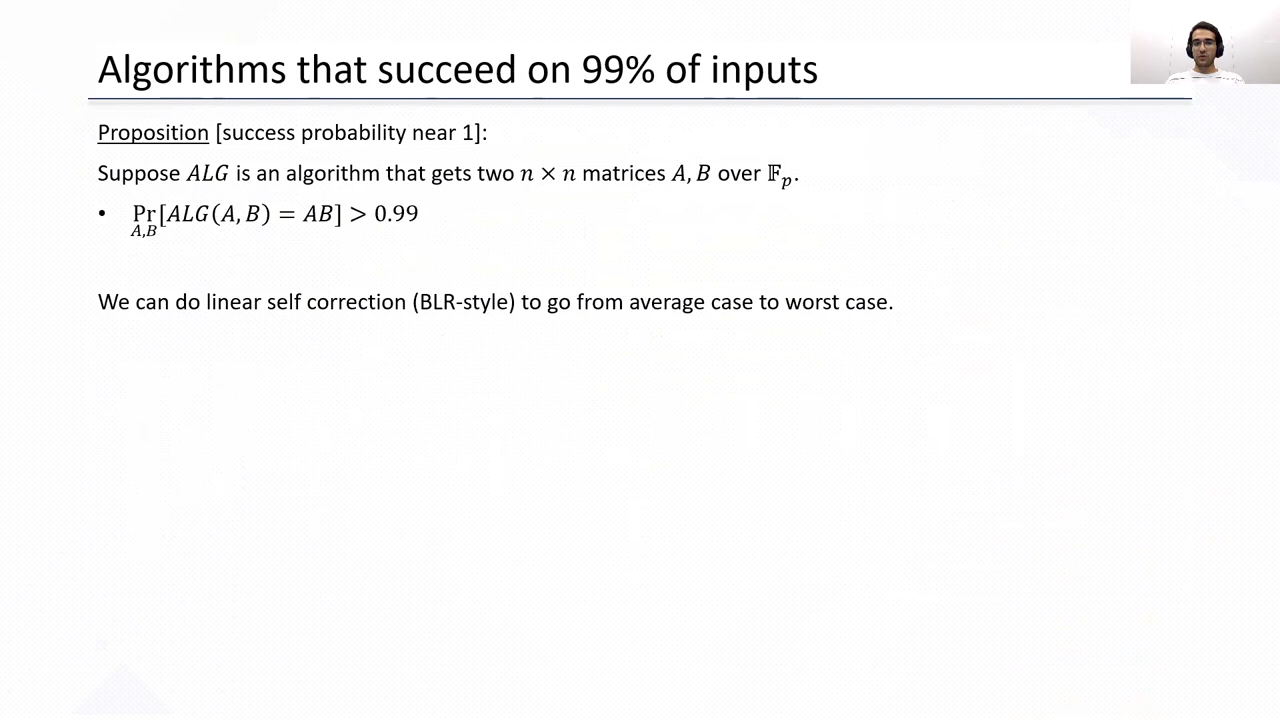 Algorithms that succeed on 99% of inputs
Proposition [success probability near 1]:
Suppose 𝐴𝐿𝐺 is an algorithm that gets two 𝑛 × 𝑛 matrices 𝐴, 𝐵 over 𝔽ₚ.
• Pr[𝐴𝐿𝐺(𝐴, 𝐵) = 𝐴𝐵] > 0.99
𝐴,𝐵
We can do linear self correction (BLR-style) to go from average case to worst case.